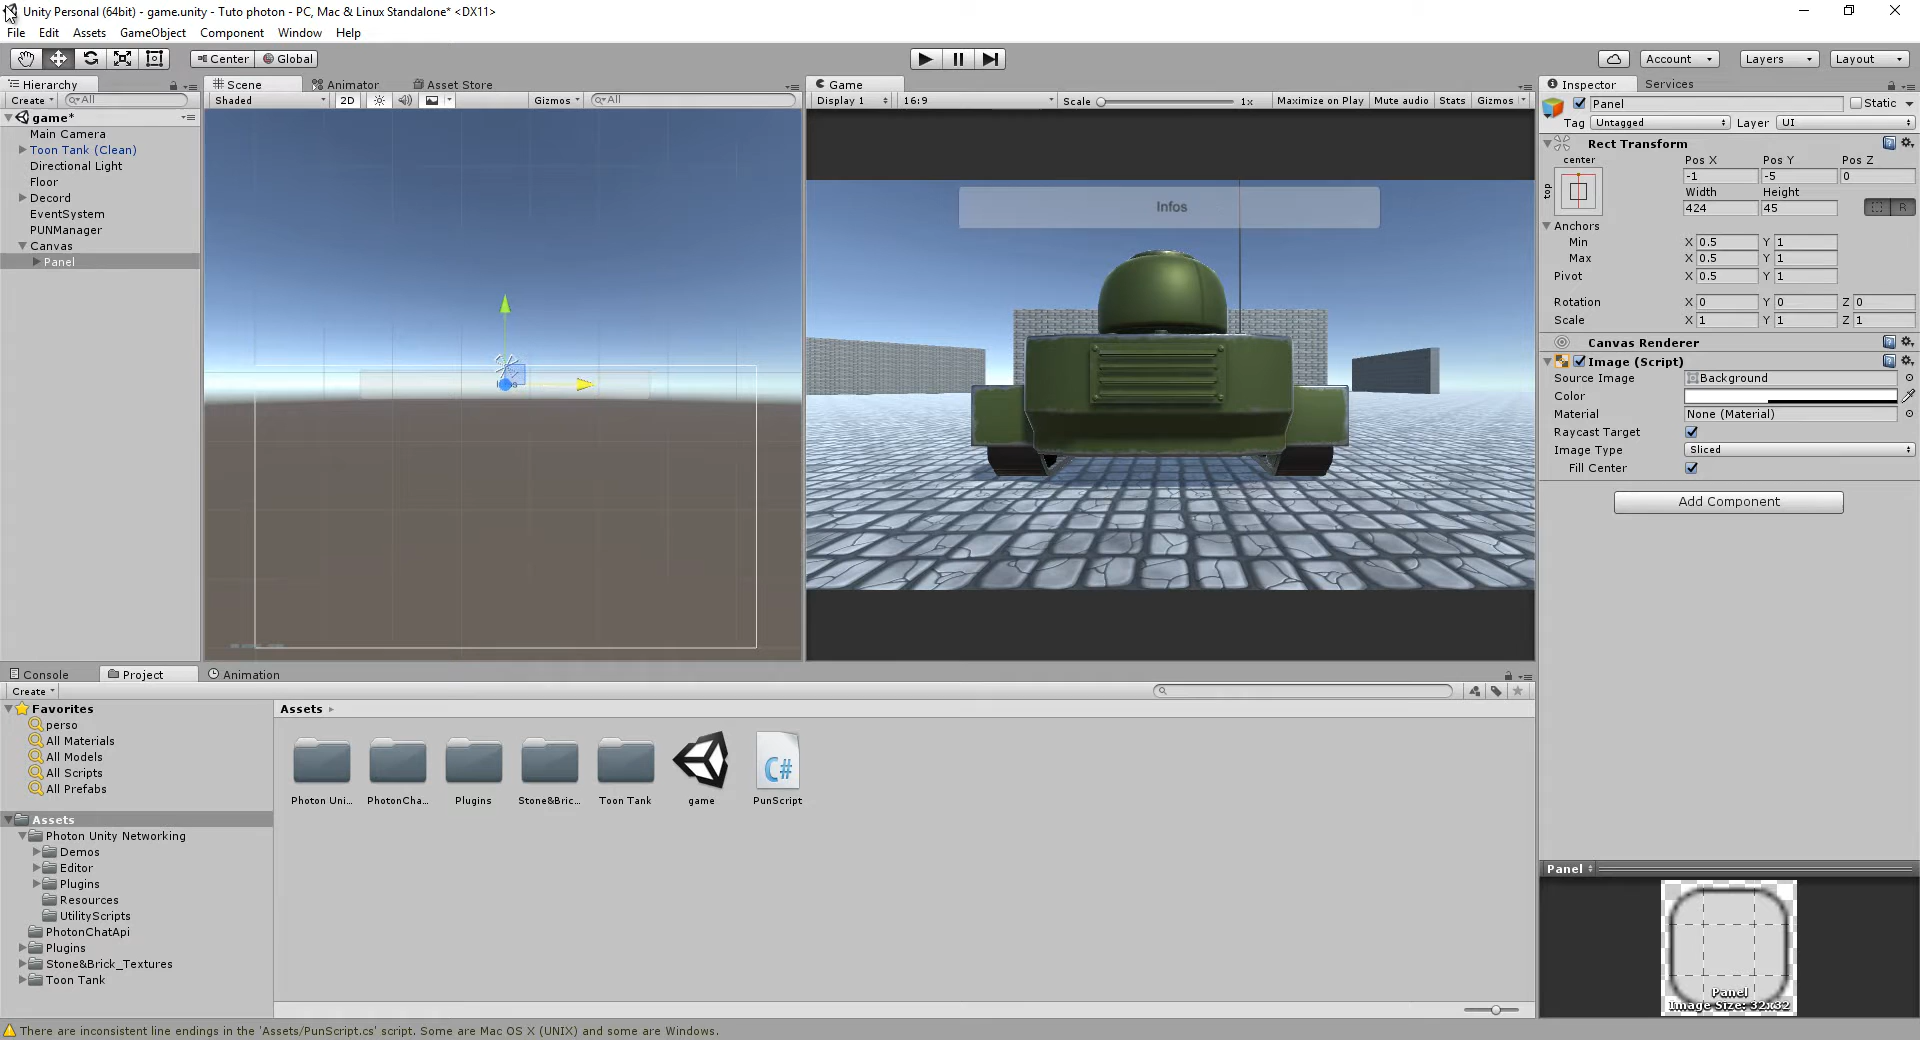 Unity Personal (64bit) - game.unity - Tuto photon - PC, Mac & Linux Standalone* <DX11>
File Edit Assets GameObject Component Window Help
Center Global
Account Layers Layout
Hierarchy
Create All
game*
Main Camera
Toon Tank (Clean)
Directional Light
Floor
Decord
EventSystem
PUNManager
Canvas
Panel
Scene Animator Asset Store
Shaded 2D Gizmos All
Game
Display 1 16:9 Scale 1x Maximize on Play Mute audio Stats Gizmos
Infos
Inspector Services
Panel Static
Tag Untagged Layer UI
Rect Transform
center
top
Pos X Pos Y Pos Z
-1 -5 0
Width Height
424 45 R
Anchors
Min X 0.5 Y 1
Max X 0.5 Y 1
Pivot X 0.5 Y 1
Rotation X 0 Y 0 Z 0
Scale X 1 Y 1 Z 1
Canvas Renderer
Image (Script)
Source Image Background
Color
Material None (Material)
Raycast Target
Image Type Sliced
Fill Center
Add Component
Panel
Panel
Image Size: 32x32
Console Project Animation
Create
Favorites
perso
All Materials
All Models
All Scripts
All Prefabs
Assets
Photon Unity Networking
Demos
Editor
Plugins
Resources
UtilityScripts
PhotonChatApi
Plugins
Stone&Brick_Textures
Toon Tank
Assets
C#
Photon Uni... PhotonCha... Plugins Stone&Bric... Toon Tank game PunScript
There are inconsistent line endings in the 'Assets/PunScript.cs' script. Some are Mac OS X (UNIX) and some are Windows.